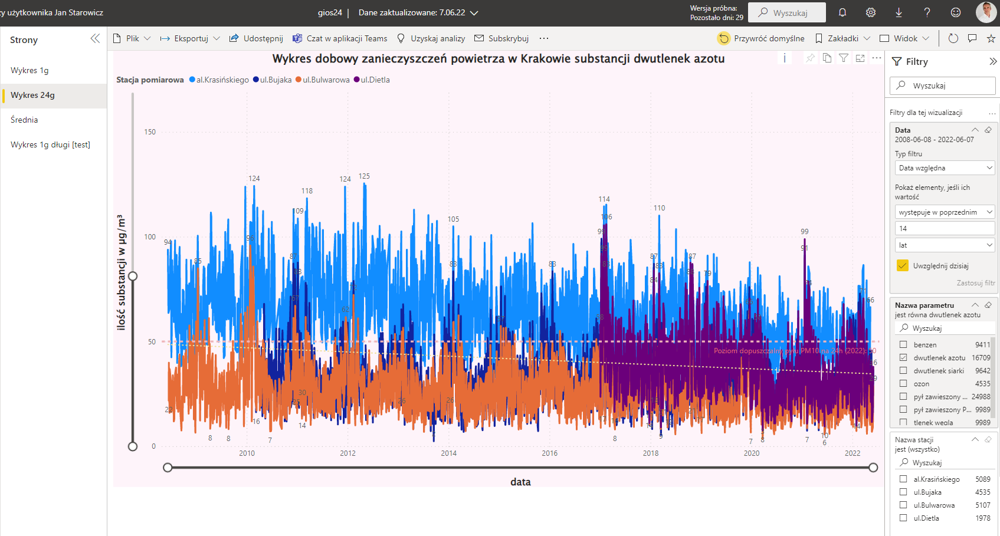 zy użytkownika Jan Starowicz
gios24 | Dane zaktualizowane: 7.06.22
Wersja próbna:
Pozostało dni: 29
Wyszukaj
Strony
Wykres 1g
Wykres 24g
Średnia
Wykres 1g długi [test]
Plik
Eksportuj
Udostępnij
Czat w aplikacji Teams
Uzyskaj analizy
Subskrybuj
Przywróć domyślne
Zakładki
Widok
Wykres dobowy zanieczyszczeń powietrza w Krakowie substancji dwutlenek azotu
Stacja pomiarowa al.Krasińskiego ul.Bujaka ul.Bulwarowa ul.Dietla
ilość substancji w µg/m³
150
100
50
0
124
118
109
124
125
105
114
106
99
110
99
91
94
85
96
87
62
87
87
79
66
Poziom dopuszczalny pyłu PM10 na 24h (2022): 50
36
29
22
30
25
16
14
26
26
8
8
7
8
9
7
8
7
10
6
14
2010
2012
2014
2016
2018
2020
2022
data
Filtry
Wyszukaj
Filtry dla tej wizualizacji
Data
2008-06-08 - 2022-06-07
Typ filtru
Data względna
Pokaż elementy, jeśli ich
wartość
występuje w poprzednim
14
lat
Uwzględnij dzisiaj
Zastosuj filtr
Nazwa parametru
jest równa dwutlenek azotu
Wyszukaj
benzen 9411
dwutlenek azotu 16709
dwutlenek siarki 9642
ozon 4535
pył zawieszony ... 24988
pył zawieszony P... 9989
tlenek węgla 9989
Nazwa stacji
jest (wszystko)
Wyszukaj
al.Krasińskiego 5089
ul.Bujaka 4535
ul.Bulwarowa 5107
ul.Dietla 1978